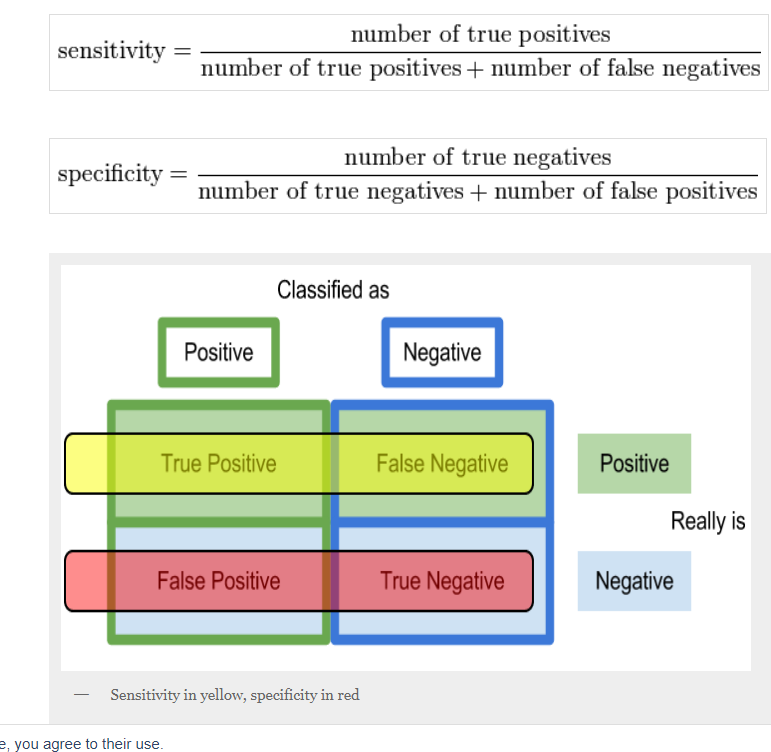 number of true positives
sensitivity =
number of true positives + number of false negatives
number of true negatives
specificity =
number of true negatives + number of false positives
Classified as
Positive Negative
True Positive False Negative Positive
Really is
False Positive True Negative Negative
— Sensitivity in yellow, specificity in red
e, you agree to their use.